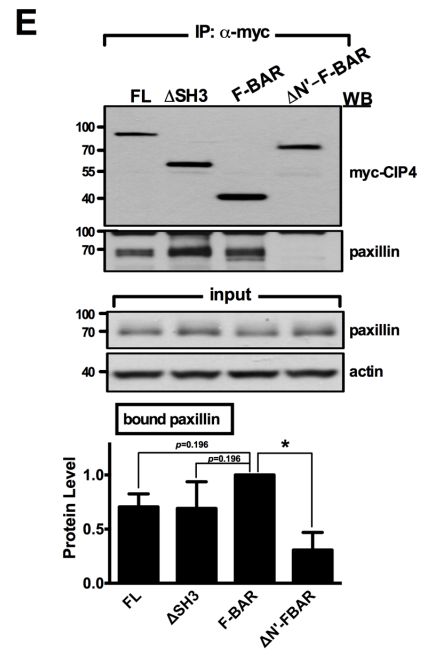 E
IP: α-myc
FL ΔSH3 F-BAR ΔN'–F-BAR WB
100
70
55
40
myc-CIP4
100
70
paxillin
input
100
70
paxillin
40
actin
bound paxillin
p=0.196
*
p=0.196
Protein Level
1.0
0.5
0.0
FL ΔSH3 F-BAR ΔN'-FBAR